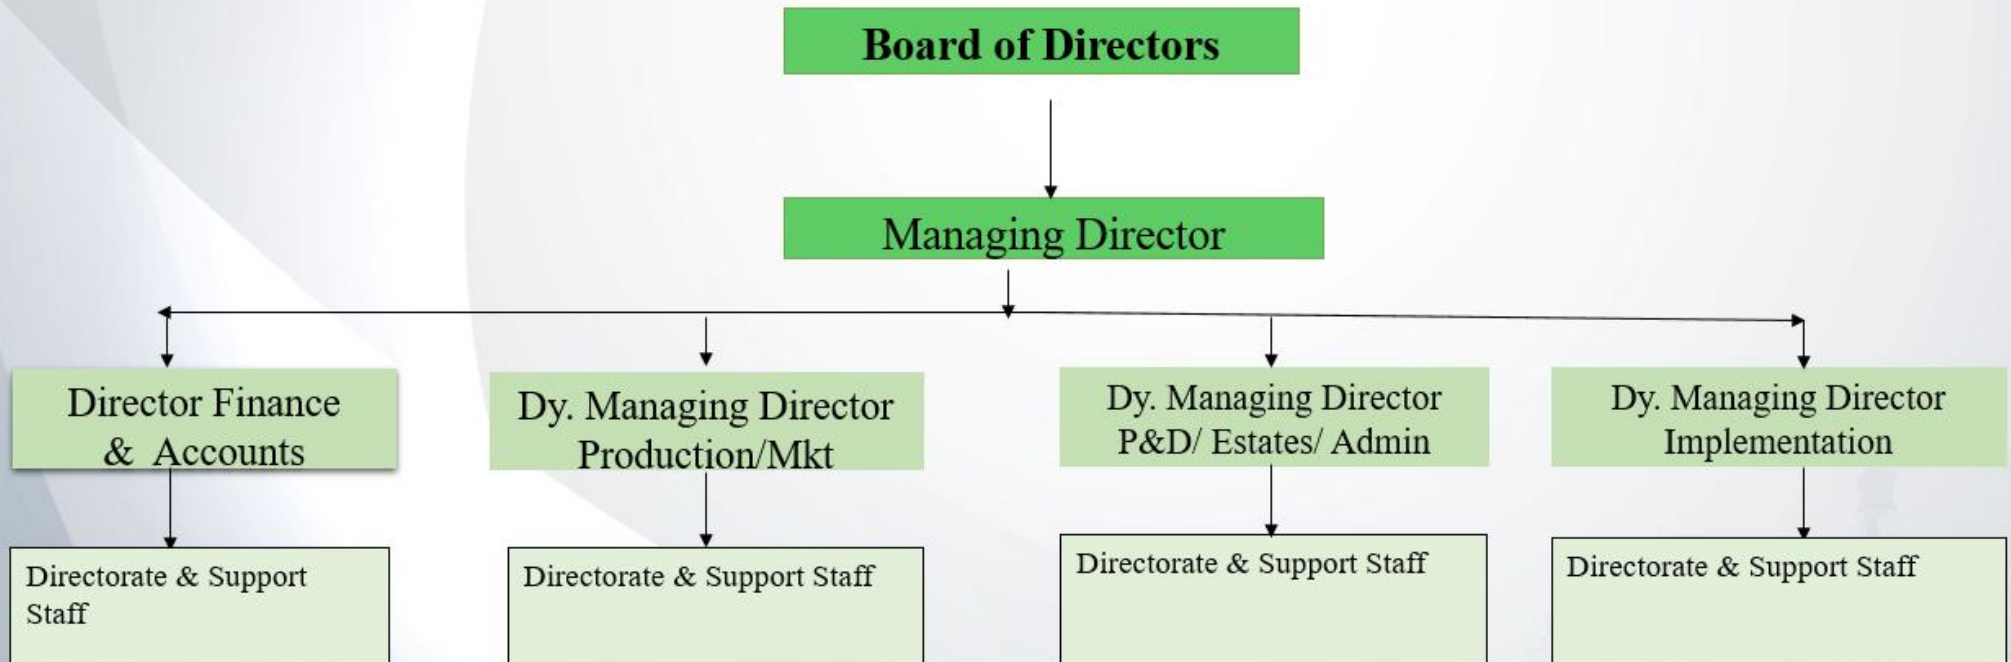 Board of Directors
Managing Director
Director Finance
& Accounts
Dy. Managing Director
Production/Mkt
Dy. Managing Director
P&D/ Estates/ Admin
Dy. Managing Director
Implementation
Directorate & Support
Staff
Directorate & Support Staff
Directorate & Support Staff
Directorate & Support Staff